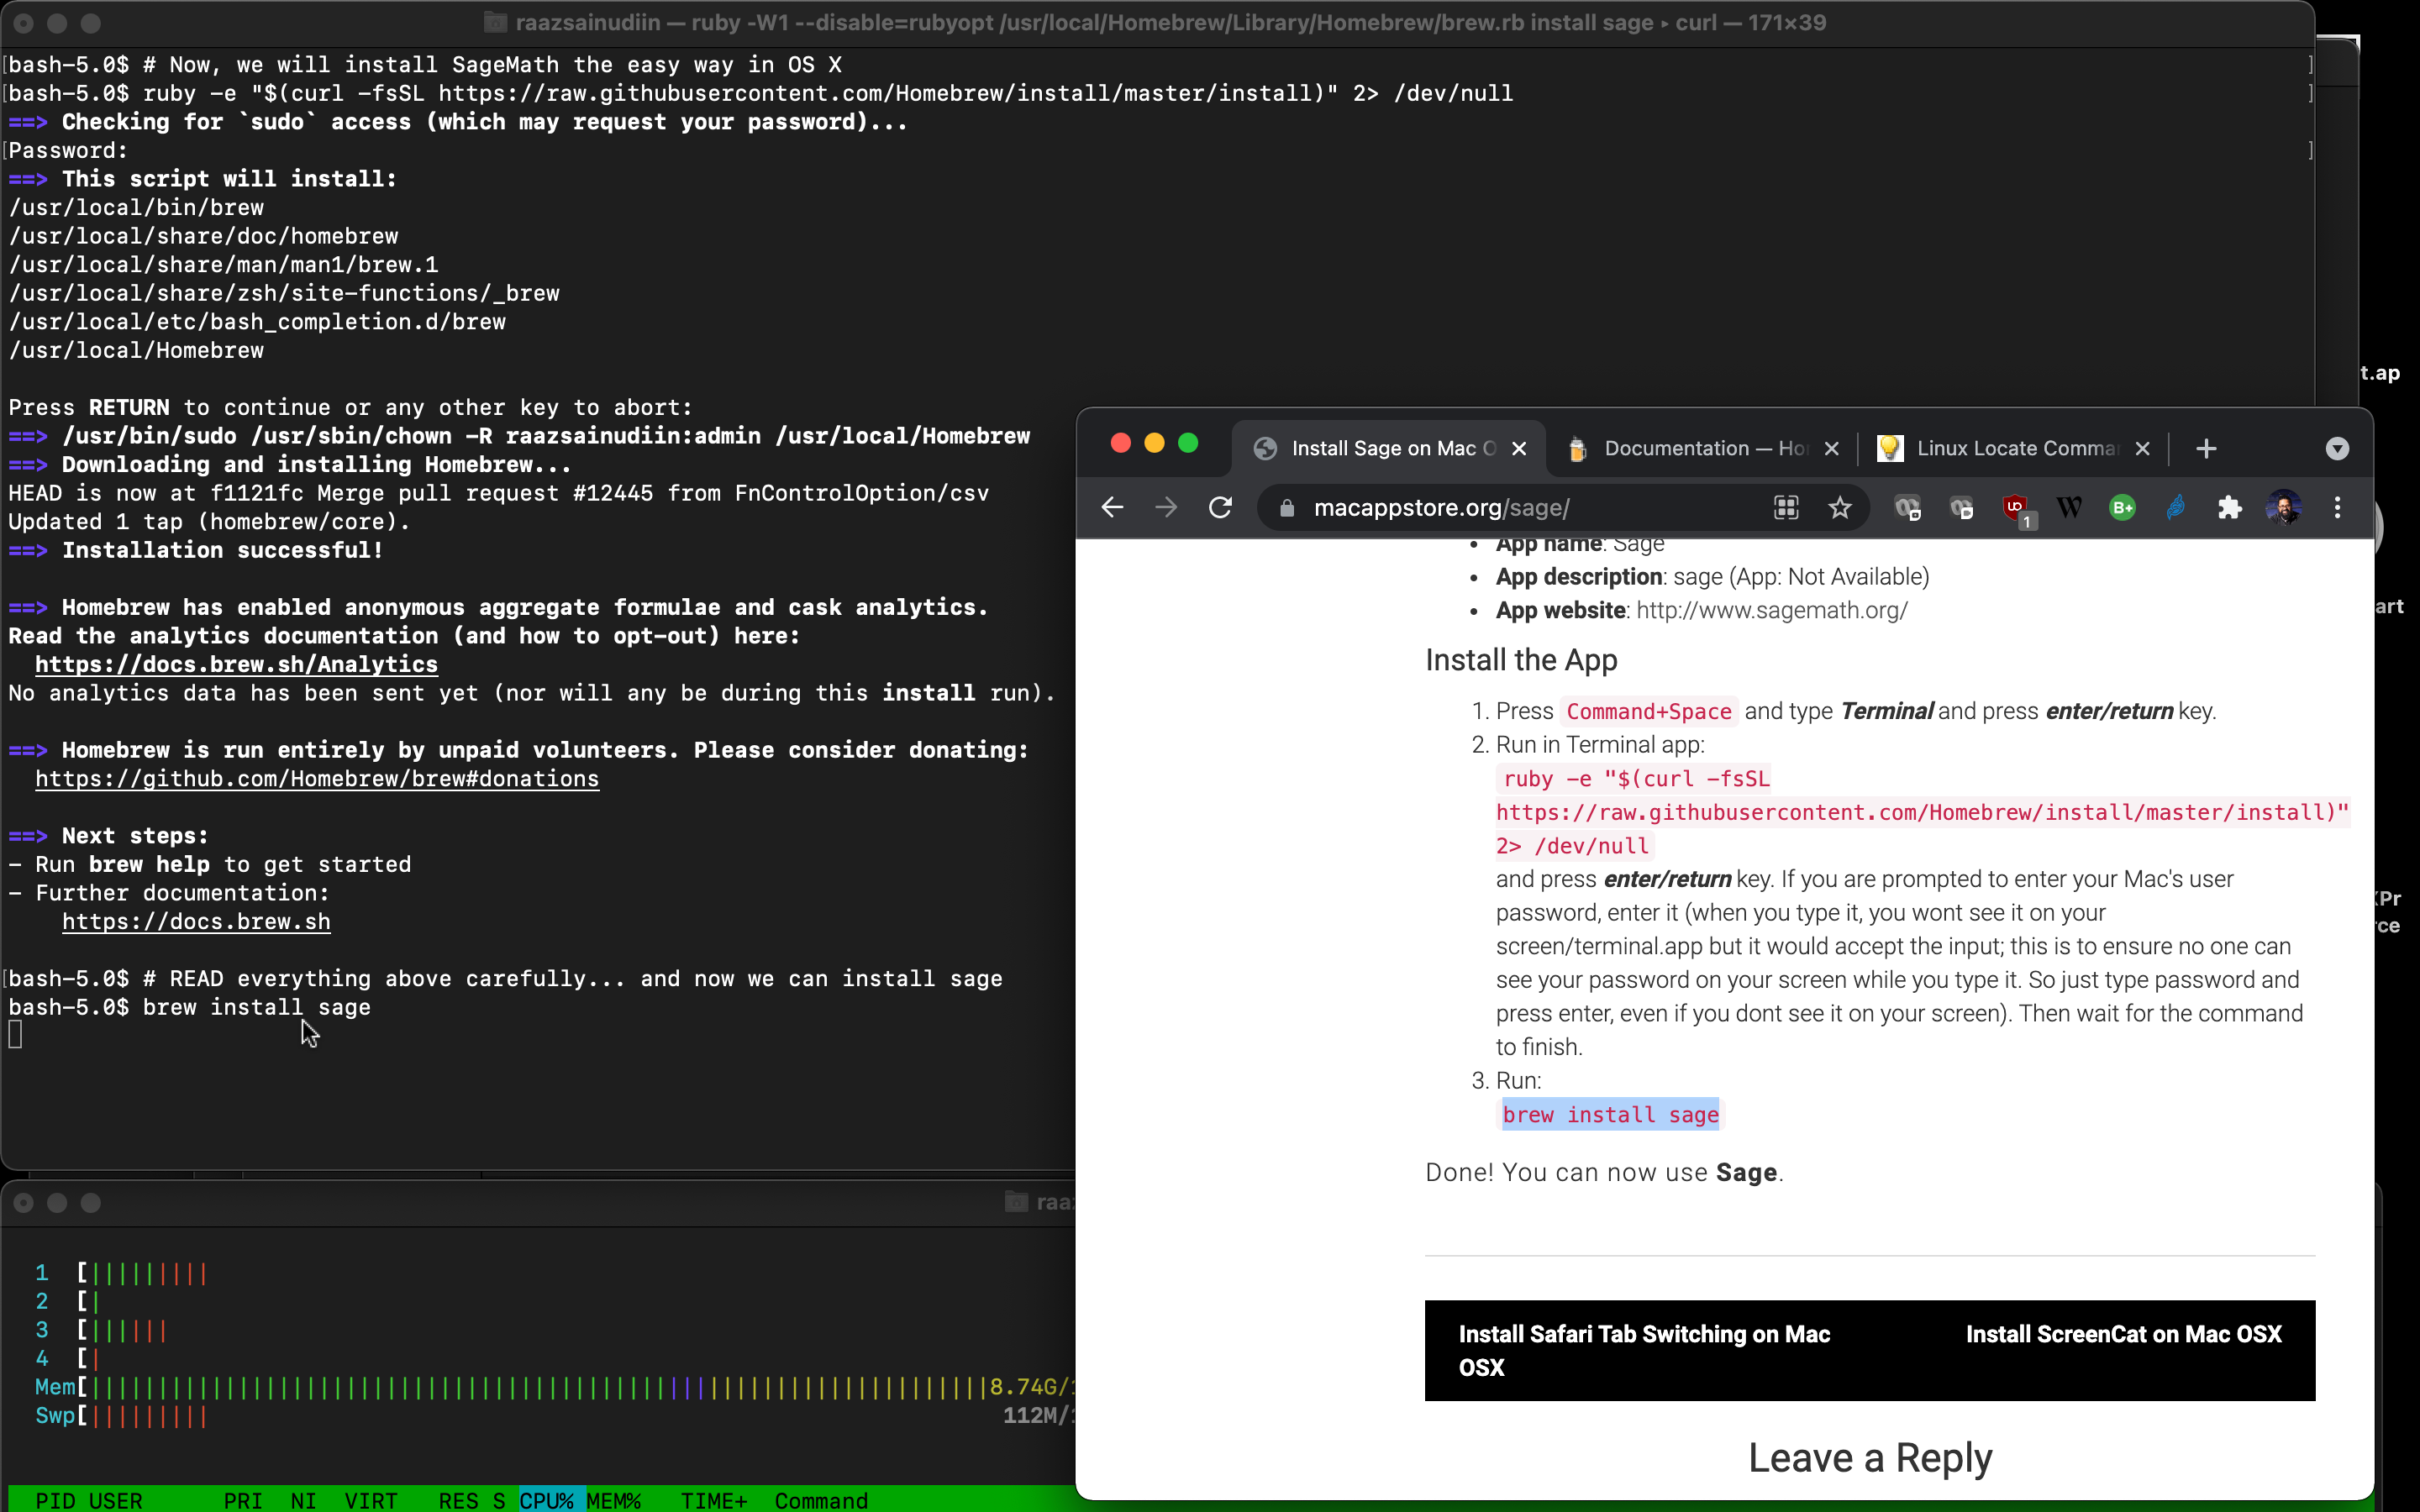 raazsainudiin — ruby -W1 --disable=rubyopt /usr/local/Homebrew/Library/Homebrew/brew.rb install sage ▸ curl — 171×39
[bash-5.0$ # Now, we will install SageMath the easy way in OS X ]
[bash-5.0$ ruby -e "$(curl -fsSL https://raw.githubusercontent.com/Homebrew/install/master/install)" 2> /dev/null ]
==> Checking for `sudo` access (which may request your password)...
[Password: ]
==> This script will install:
/usr/local/bin/brew
/usr/local/share/doc/homebrew
/usr/local/share/man/man1/brew.1
/usr/local/share/zsh/site-functions/_brew
/usr/local/etc/bash_completion.d/brew
/usr/local/Homebrew
Press RETURN to continue or any other key to abort:
==> /usr/bin/sudo /usr/sbin/chown -R raazsainudiin:admin /usr/local/Homebrew
==> Downloading and installing Homebrew...
HEAD is now at f1121fc Merge pull request #12445 from FnControlOption/csv
Updated 1 tap (homebrew/core).
==> Installation successful!
==> Homebrew has enabled anonymous aggregate formulae and cask analytics.
Read the analytics documentation (and how to opt-out) here:
https://docs.brew.sh/Analytics
No analytics data has been sent yet (nor will any be during this install run).
==> Homebrew is run entirely by unpaid volunteers. Please consider donating:
https://github.com/Homebrew/brew#donations
==> Next steps:
- Run brew help to get started
- Further documentation:
https://docs.brew.sh
[bash-5.0$ # READ everything above carefully... and now we can install sage
bash-5.0$ brew install sage
Install Sage on Mac O
Documentation — Ho
Linux Locate Comma
macappstore.org/sage/
UD
1
W
B+
• App name: Sage
• App description: sage (App: Not Available)
• App website: http://www.sagemath.org/
Install the App
1. Press Command+Space and type Terminal and press enter/return key.
2. Run in Terminal app:
ruby -e "$(curl -fsSL
https://raw.githubusercontent.com/Homebrew/install/master/install)"
2> /dev/null
and press enter/return key. If you are prompted to enter your Mac's user
password, enter it (when you type it, you wont see it on your
screen/terminal.app but it would accept the input; this is to ensure no one can
see your password on your screen while you type it. So just type password and
press enter, even if you dont see it on your screen). Then wait for the command
to finish.
3. Run:
brew install sage
Done! You can now use Sage.
Install Safari Tab Switching on Mac
OSX
Install ScreenCat on Mac OSX
Leave a Reply
t.ap
art
Pr
ce
raa
1 [
2 [
3 [
4 [
Mem[ 8.74G/
Swp[ 112M/
PID USER PRI NI VIRT RES S CPU% MEM% TIME+ Command